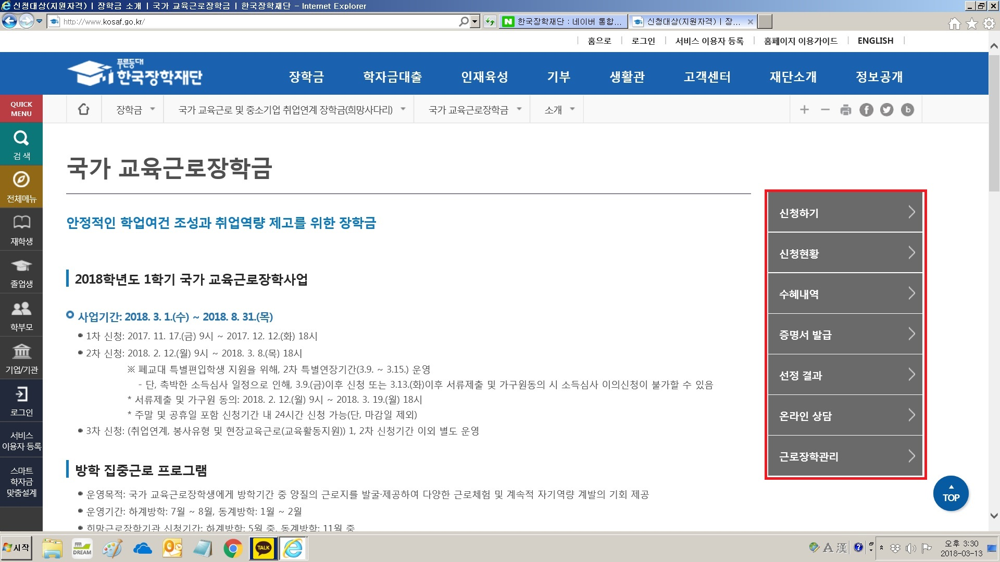 신청대상(지원자격) | 장학금 소개 | 국가 교육근로장학금 | 한국장학재단 - Internet Explorer
http://www.kosaf.go.kr/
한국장학재단 : 네이버 통합...
신청대상(지원자격) | 장...
홈으로 | 로그인 | 서비스 이용자 등록 | 홈페이지 이용가이드 | ENGLISH
푸른등대
한국장학재단
장학금 학자금대출 인재육성 기부 생활관 고객센터 재단소개 정보공개
QUICK
MENU
장학금 국가 교육근로 및 중소기업 취업연계 장학금(희망사다리) 국가 교육근로장학금 소개
검 색
전체메뉴
재학생
졸업생
학부모
기업/기관
로그인
서비스
이용자 등록
스마트
학자금
맞춤설계
국가 교육근로장학금
안정적인 학업여건 조성과 취업역량 제고를 위한 장학금
2018학년도 1학기 국가 교육근로장학사업
사업기간: 2018. 3. 1.(수) ~ 2018. 8. 31.(목)
1차 신청: 2017. 11. 17.(금) 9시 ~ 2017. 12. 12.(화) 18시
2차 신청: 2018. 2. 12.(월) 9시 ~ 2018. 3. 8.(목) 18시
※ 폐교대 특별편입학생 지원을 위해, 2차 특별연장기간(3.9. ~ 3.15.) 운영
- 단, 촉박한 소득심사 일정으로 인해, 3.9.(금)이후 신청 또는 3.13.(화)이후 서류제출 및 가구원동의 시 소득심사 이의신청이 불가할 수 있음
* 서류제출 및 가구원 동의: 2018. 2. 12.(월) 9시 ~ 2018. 3. 19.(월) 18시
* 주말 및 공휴일 포함 신청기간 내 24시간 신청 가능(단, 마감일 제외)
3차 신청: (취업연계, 봉사유형 및 현장교육근로(교육활동지원)) 1, 2차 신청기간 이외 별도 운영
방학 집중근로 프로그램
운영목적: 국가 교육근로장학생에게 방학기간 중 양질의 근로지를 발굴·제공하여 다양한 근로체험 및 계속적 자기역량 계발의 기회 제공
운영기간: 하계방학: 7월 ~ 8월, 동계방학: 1월 ~ 2월
희망근로장학기관 신청기간: 하계방학: 5월 중, 동계방학: 11월 중
신청하기
신청현황
수혜내역
증명서 발급
선정 결과
온라인 상담
근로장학관리
TOP
시작
DREAM
TALK
A 漢
오후 3:30
2018-03-13